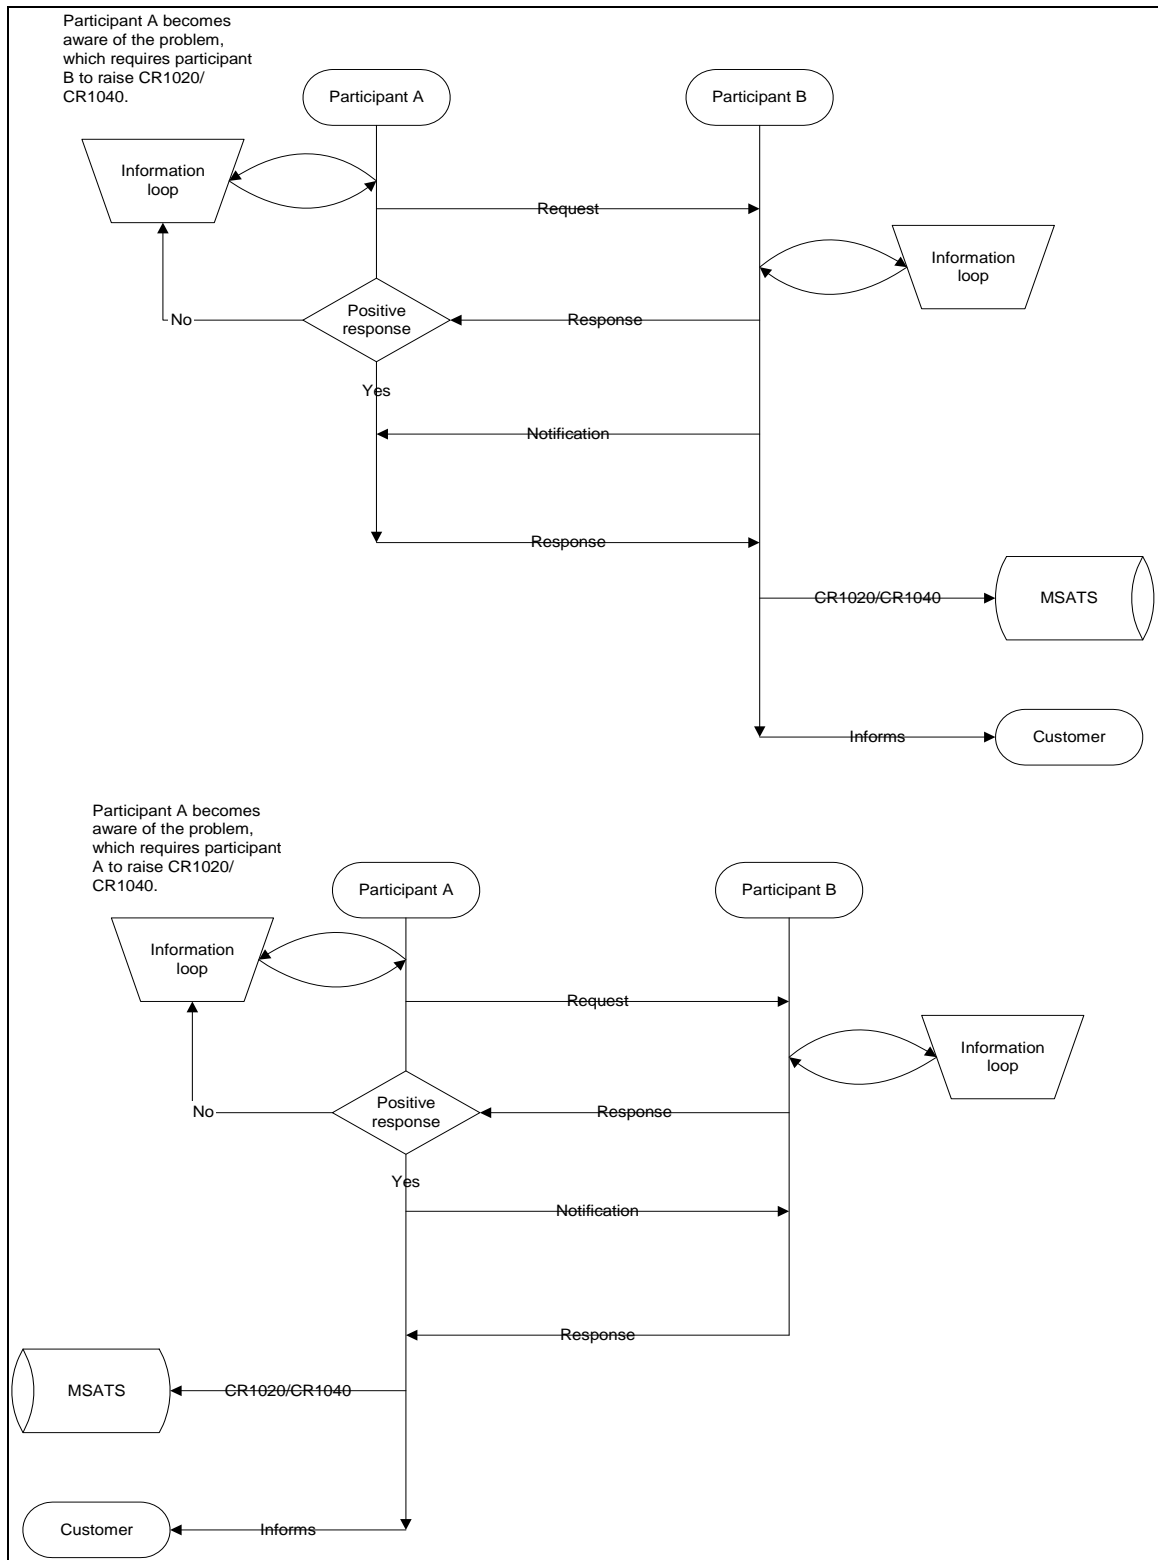 Participant A becomes
aware of the problem,
which requires participant
B to raise CR1020/
CR1040.
Participant A
Participant B
Information
loop
Request
Information
loop
Positive
response
No
Response
Yes
Notification
Response
CR1020/CR1040
MSATS
Informs
Customer
Participant A becomes
aware of the problem,
which requires participant
A to raise CR1020/
CR1040.
Participant A
Participant B
Information
loop
Request
Information
loop
Positive
response
No
Response
Yes
Notification
Response
MSATS
CR1020/CR1040
Customer
Informs